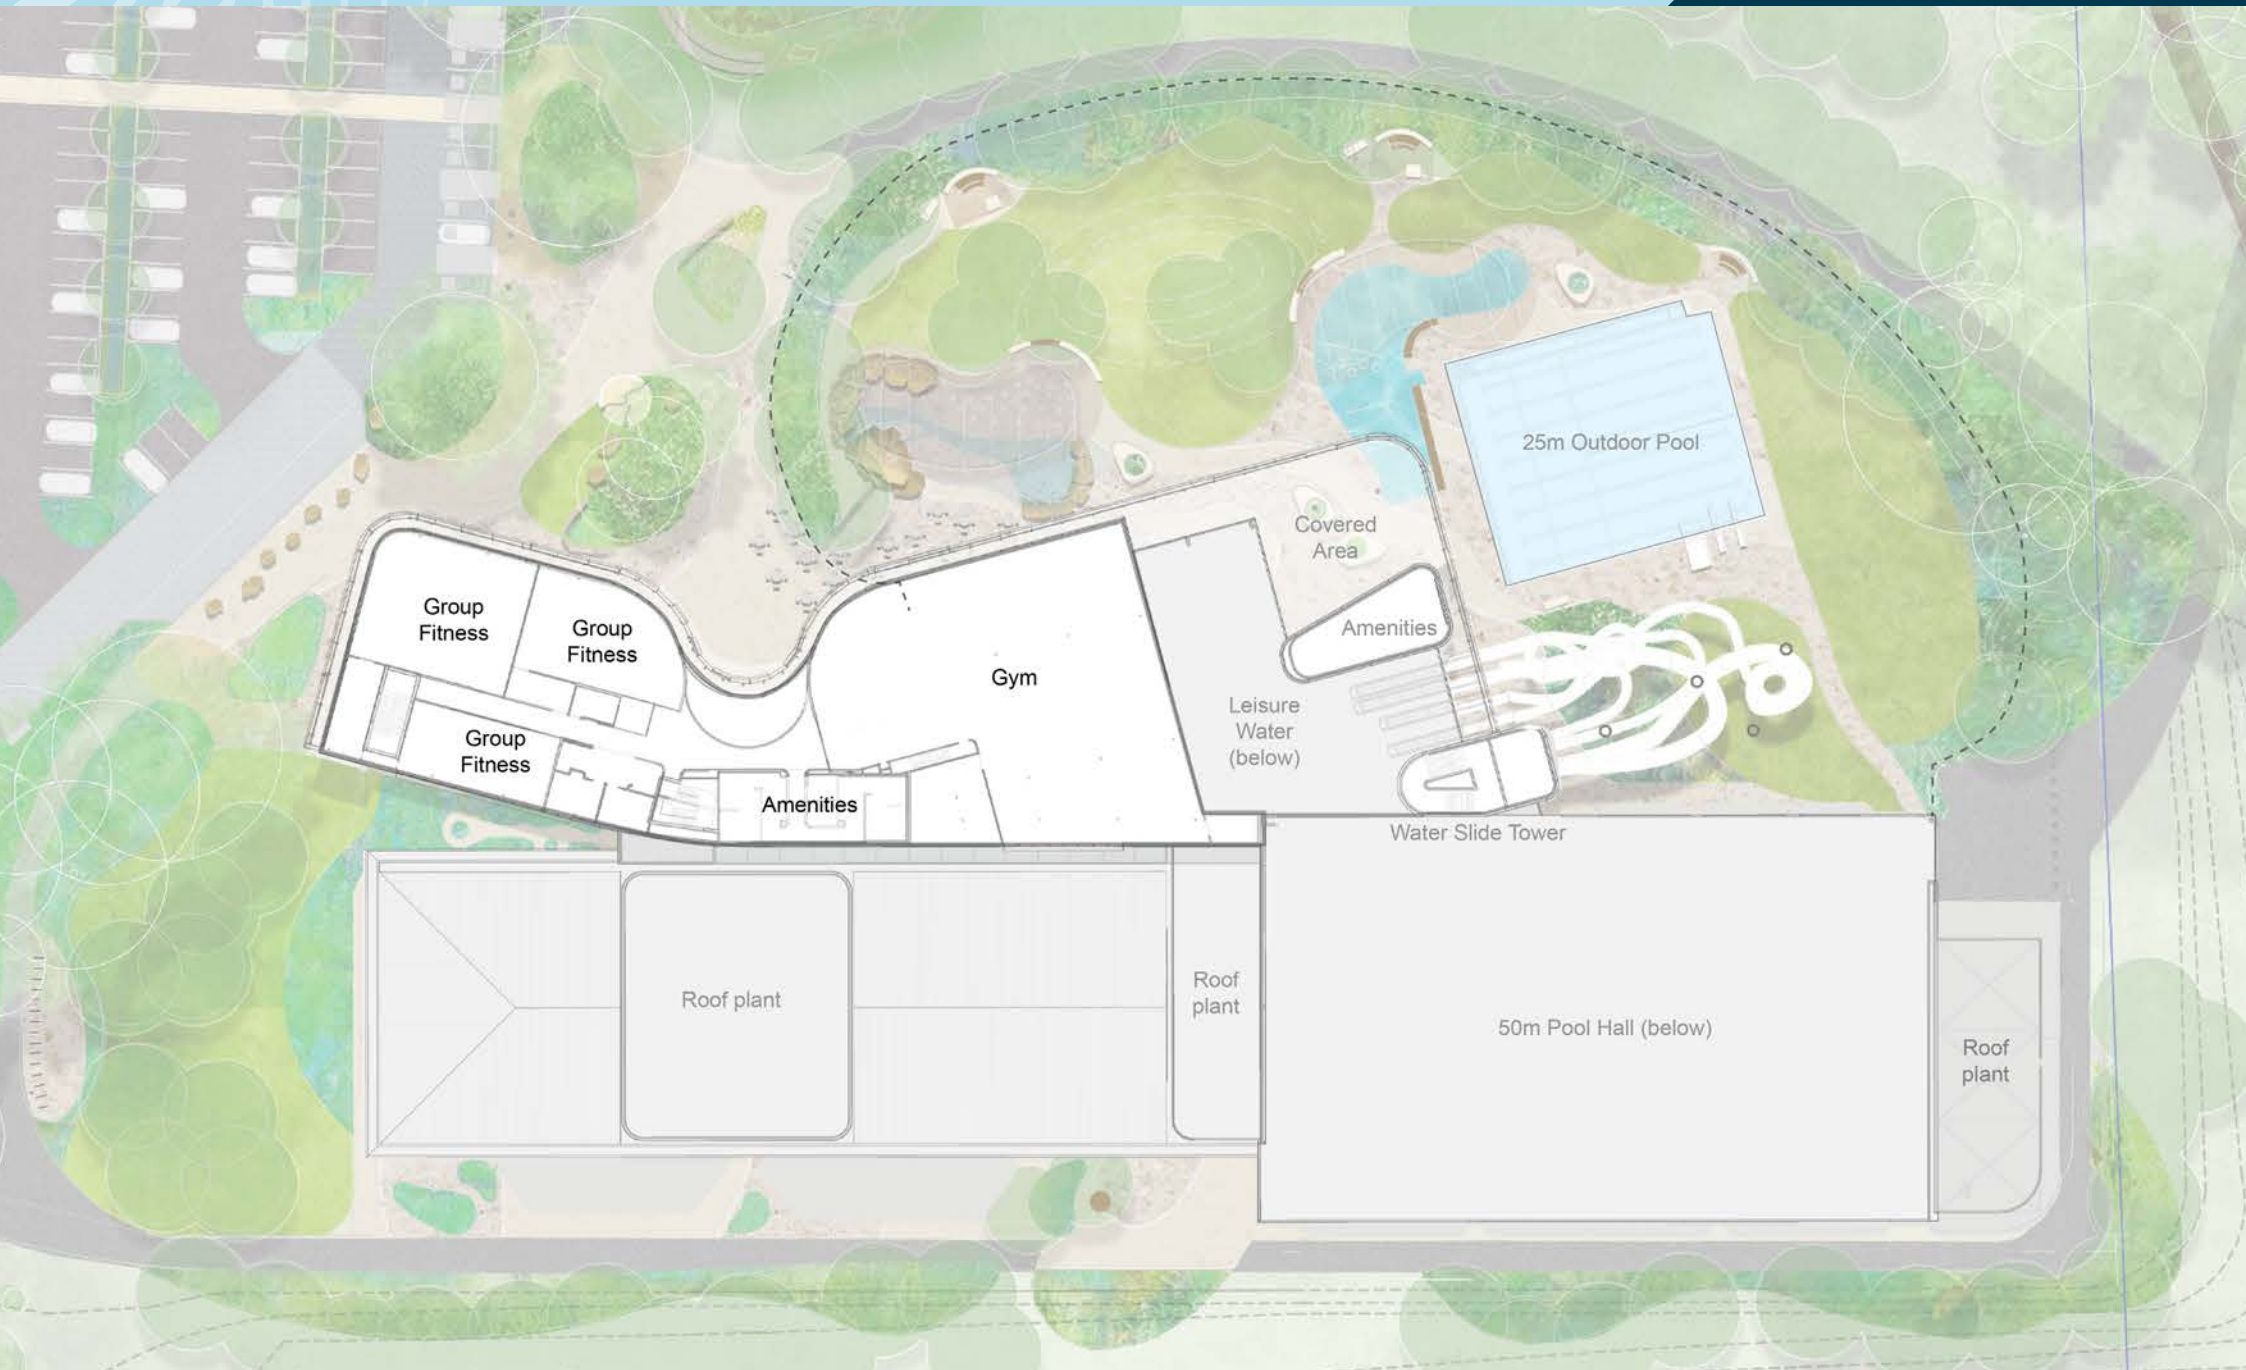 25m Outdoor Pool
Covered
Area
Group
Fitness
Group
Fitness
Amenities
Gym
Leisure
Water
(below)
Group
Fitness
Amenities
Water Slide Tower
Roof plant
Roof
plant
50m Pool Hall (below)
Roof
plant